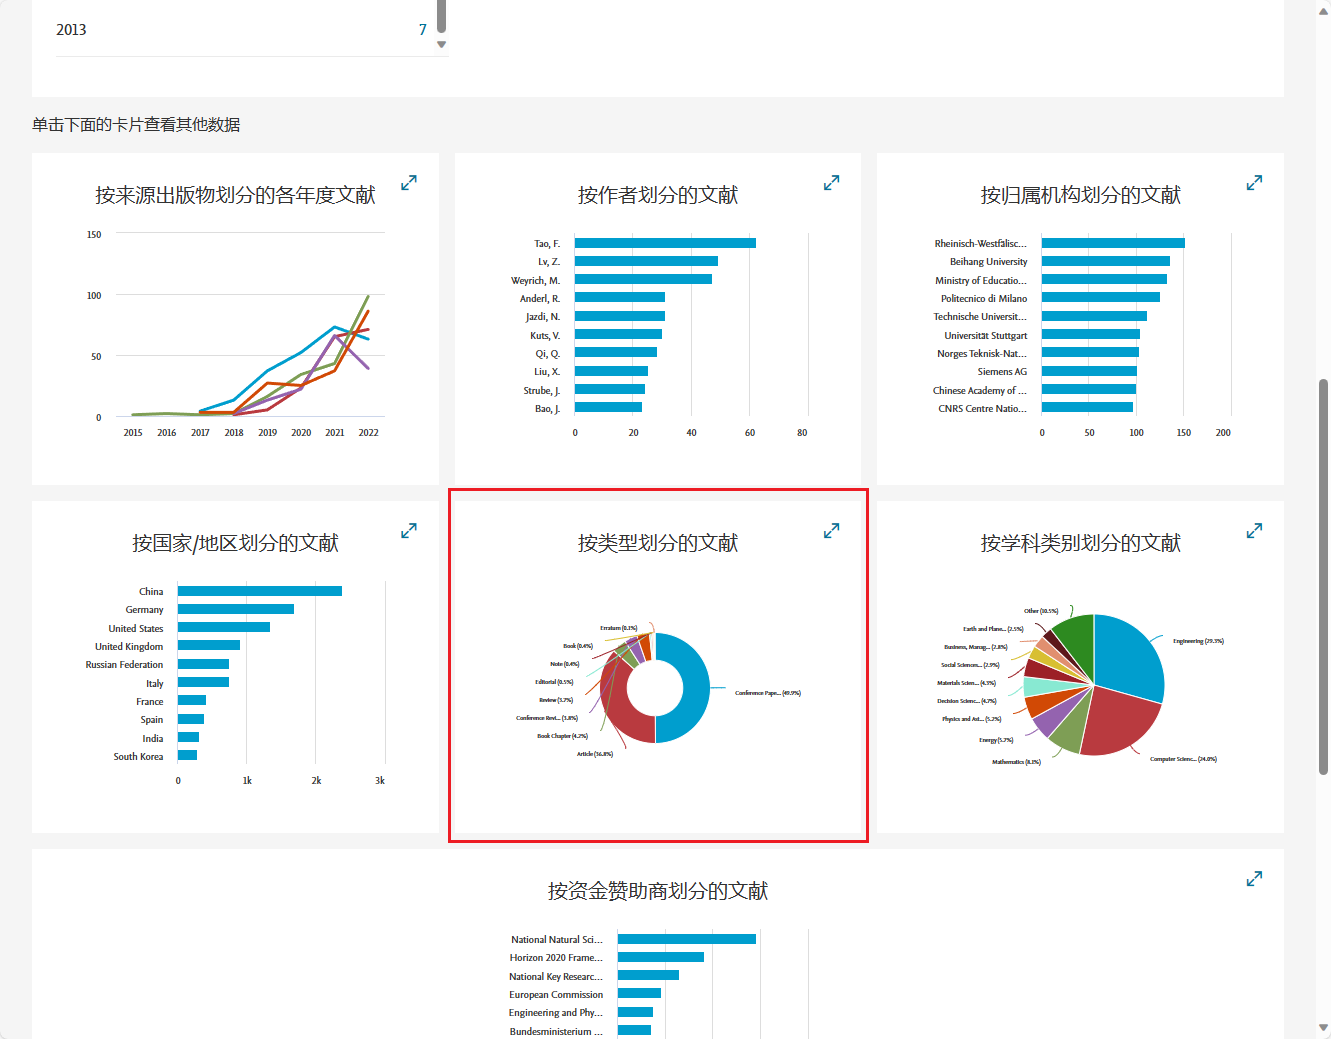 2013 7
单击下面的卡片查看其他数据
按来源出版物划分的各年度文献
150
100
50
0
2015 2016 2017 2018 2019 2020 2021 2022
按作者划分的文献
Tao, F.
Lv, Z.
Weyrich, M.
Anderl, R.
Jazdi, N.
Kuts, V.
Qi, Q.
Liu, X.
Strube, J.
Bao, J.
0 20 40 60 80
按归属机构划分的文献
Rheinisch-Westfälisc...
Beihang University
Ministry of Educatio...
Politecnico di Milano
Technische Universit...
Universität Stuttgart
Norges Teknisk-Nat...
Siemens AG
Chinese Academy of ...
CNRS Centre Natio...
0 50 100 150 200
按国家/地区划分的文献
China
Germany
United States
United Kingdom
Russian Federation
Italy
France
Spain
India
South Korea
0 1k 2k 3k
按类型划分的文献
Erratum (0.1%)
Book (0.4%)
Note (0.4%)
Editorial (0.5%)
Review (3.7%)
Conference Revi... (3.8%)
Book Chapter (4.2%)
Article (36.8%)
Conference Pape... (49.9%)
按学科类别划分的文献
Other (10.5%)
Earth and Plane... (2.5%)
Business, Manag... (2.8%)
Social Sciences... (2.9%)
Materials Scien... (4.3%)
Decision Scienc... (4.7%)
Physics and Ast... (5.2%)
Energy (5.7%)
Mathematics (8.1%)
Engineering (29.3%)
Computer Scienc... (24.0%)
按资金赞助商划分的文献
National Natural Sci...
Horizon 2020 Frame...
National Key Researc...
European Commission
Engineering and Phy...
Bundesministerium ...